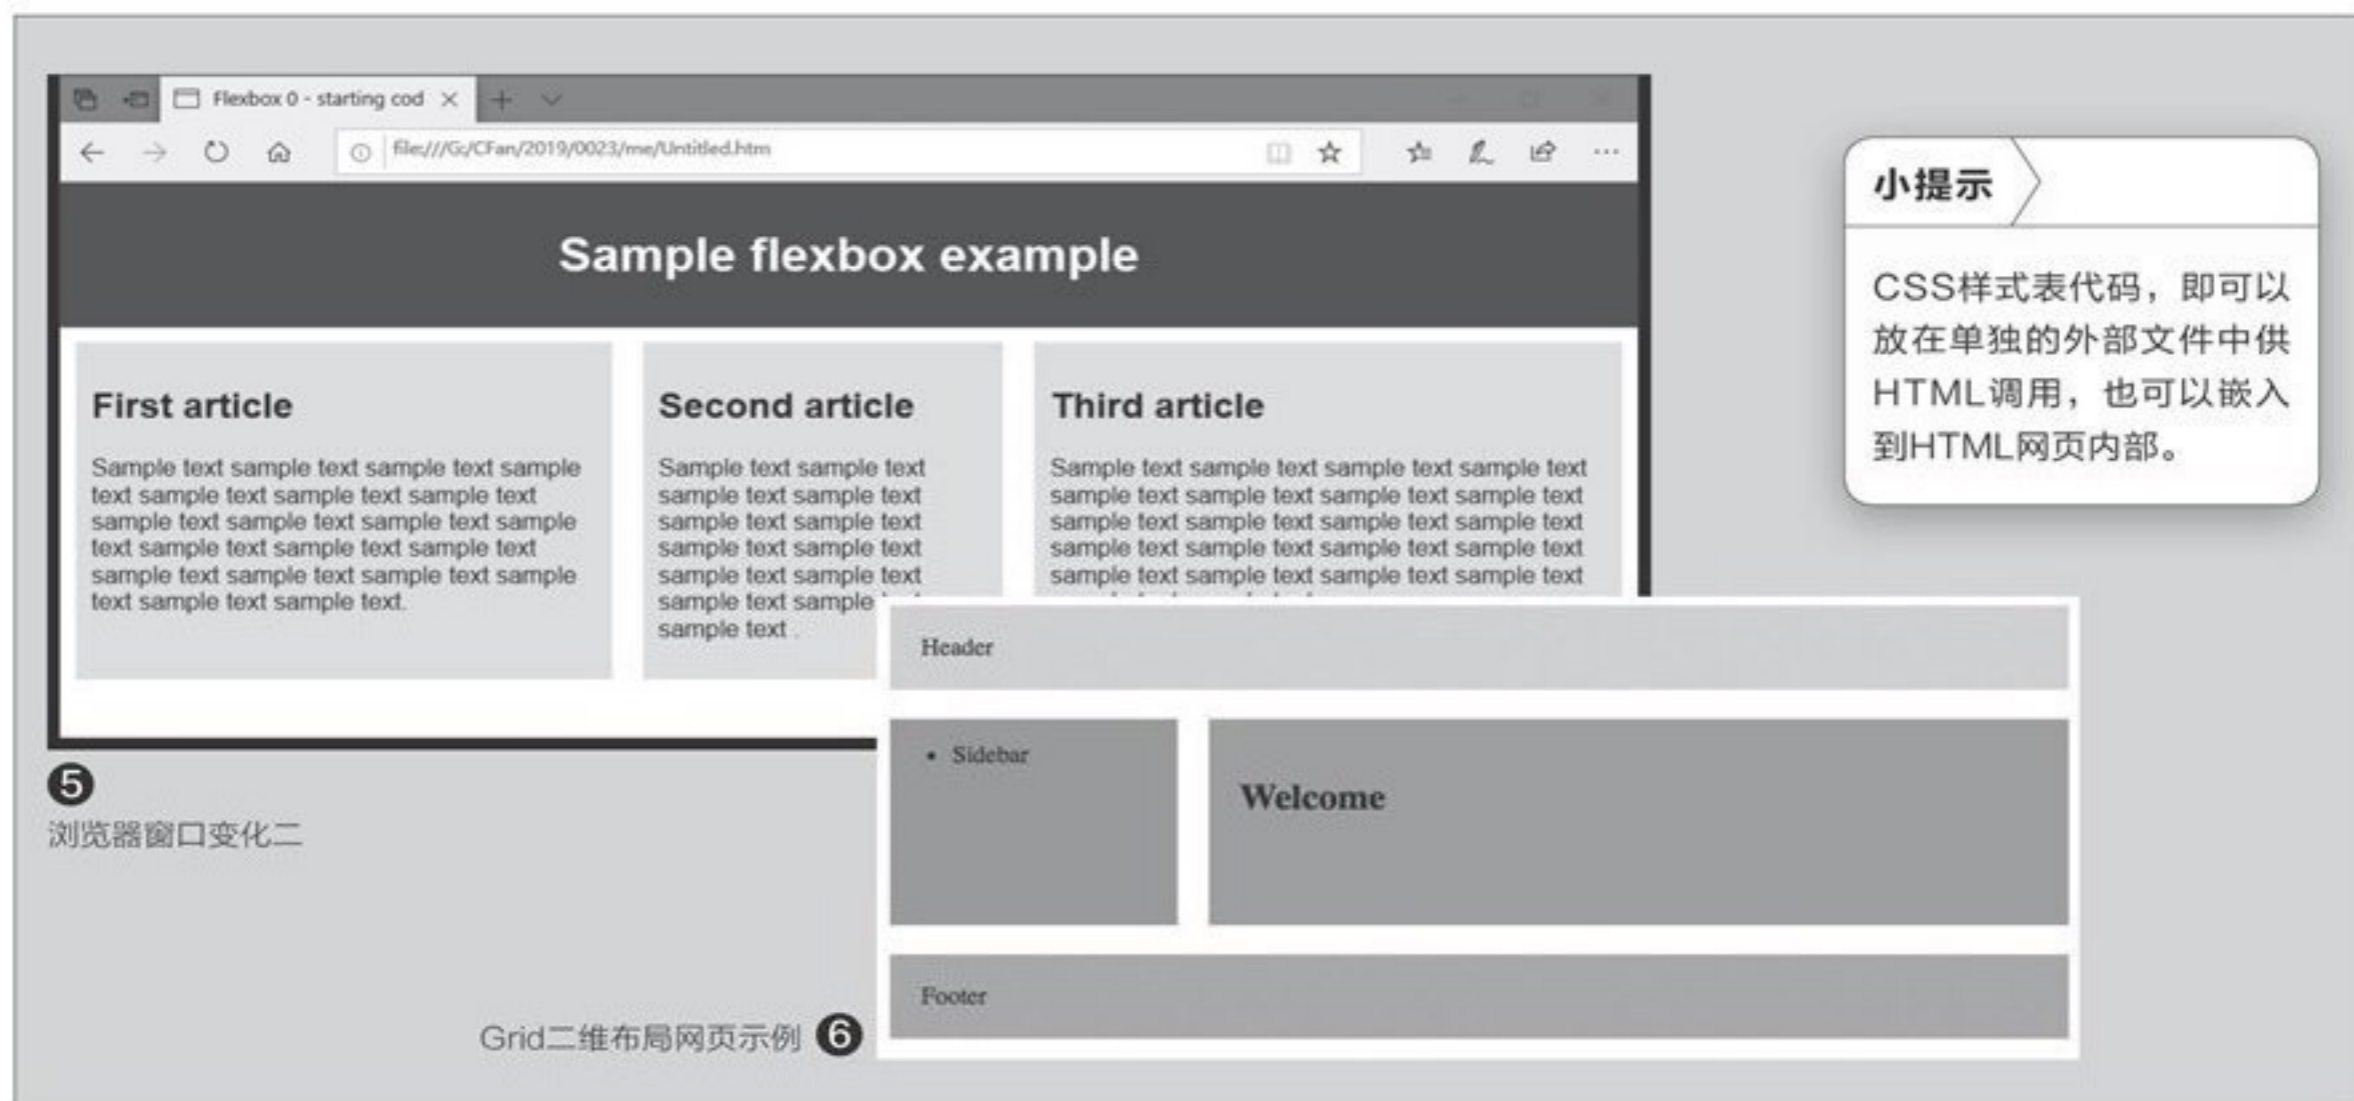 Flexbox 0 - starting cod
file:///G:/CFan/2019/0023/me/Untitled.htm
Sample flexbox example
First article
Sample text sample text sample text sample
text sample text sample text sample text
sample text sample text sample text sample
text sample text sample text sample text
sample text sample text sample text sample
text sample text sample text.
Second article
Sample text sample text
sample text sample text
sample text sample text
sample text sample text
sample text sample text
sample text sample
sample text .
Third article
Sample text sample text sample text sample text
sample text sample text sample text sample text
sample text sample text sample text sample text
sample text sample text sample text sample text
sample text sample text sample text sample text
小提示
CSS样式表代码，即可以
放在单独的外部文件中供
HTML调用，也可以嵌入
到HTML网页内部。
Header
• Sidebar
Welcome
Footer
❺
浏览器窗口变化二
Grid二维布局网页示例 ❻